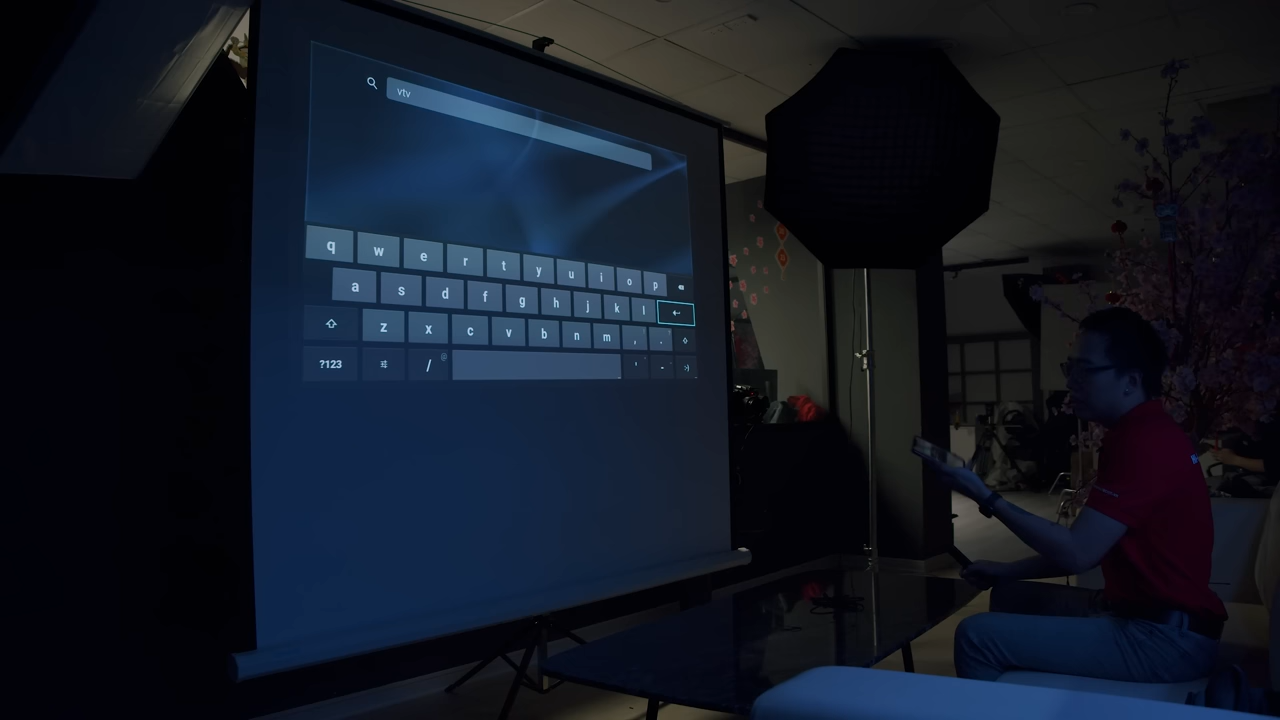 vtv
q w e r t y u i o p
a s d f g h j k l
z x c v b n m , .
?123 / @ ' - :-)